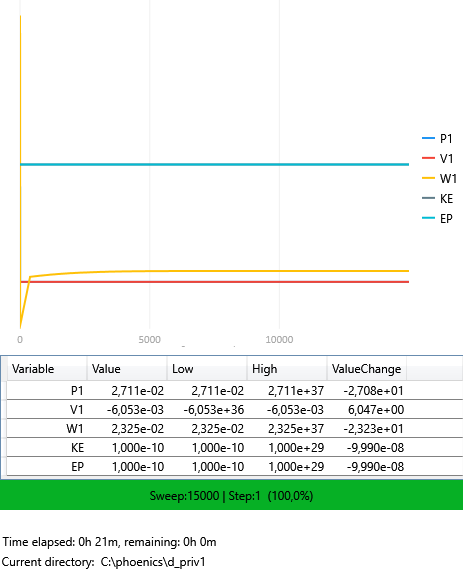 P1
V1
W1
KE
EP
0 5000 10000
Variable Value Low High ValueChange
P1 2,711e-02 2,711e-02 2,711e+37 -2,708e+01
V1 -6,053e-03 -6,053e+36 -6,053e-03 6,047e+00
W1 2,325e-02 2,325e-02 2,325e+37 -2,323e+01
KE 1,000e-10 1,000e-10 1,000e+29 -9,990e-08
EP 1,000e-10 1,000e-10 1,000e+29 -9,990e-08
Sweep:15000 | Step:1 (100,0%)
Time elapsed: 0h 21m, remaining: 0h 0m
Current directory: C:\phoenics\d_priv1